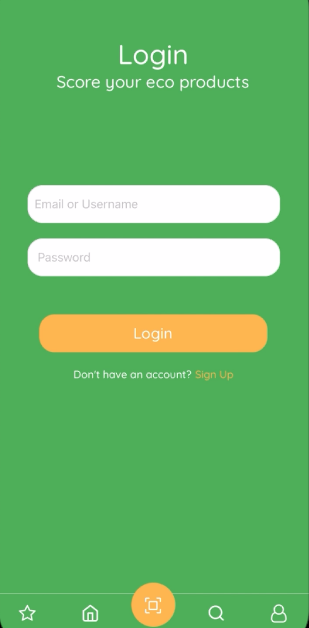 Login
Score your eco products
Email or Username
Password
Login
Don't have an account? Sign Up